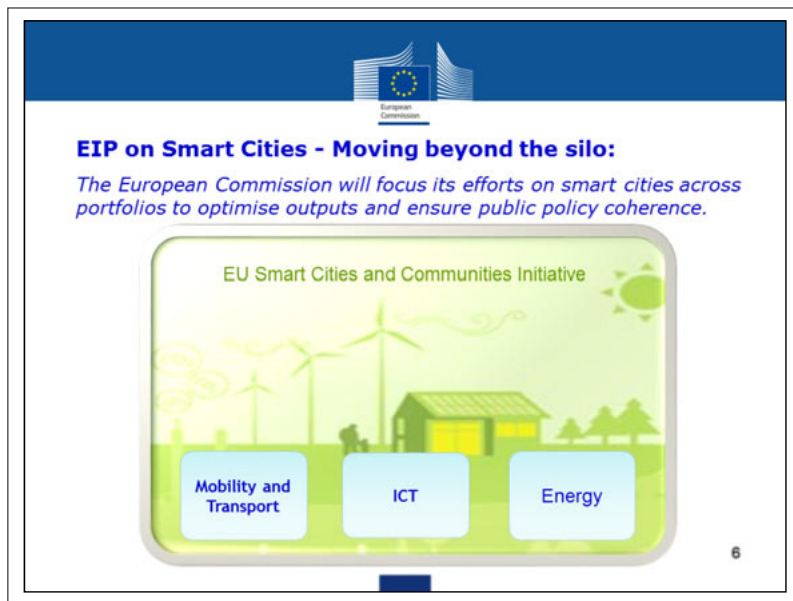 European
Commission
EIP on Smart Cities - Moving beyond the silo:
The European Commission will focus its efforts on smart cities across
portfolios to optimise outputs and ensure public policy coherence.
EU Smart Cities and Communities Initiative
Mobility and
Transport
ICT
Energy
6